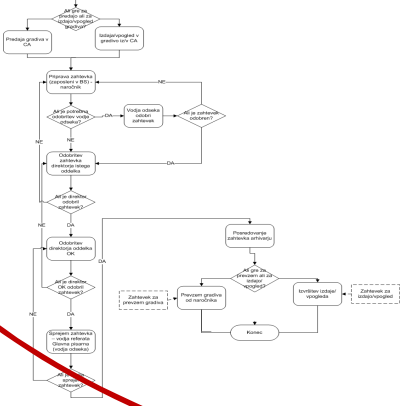 Ali gre za
predajo ali za
izdajo/vpogled
gradiva?
Predaja gradiva v
CA
Izdaja/vpogled v
gradivo iz/v CA
Priprava zahtevka
(zaposleni v BS) -
naročnik
NE
Ali je potrebna
odobritev vodje
odseka?
DA
Vodja odseka
odobri
zahtevek
Ali je zahtevek
odobren?
NE
NE
DA
Odobritev
zahtevka
direktorja istega
oddelka
Ali je direktor
odobril
zahtevek?
NE
DA
Odobritev
direktorja oddelka
OK
DA
Ali je direktor
OK odobril
zahtevek?
NE
DA
Sprejem zahtevka
– vodja referata
Glavna pisarna
(vodja odseka)
Ali
zahtevek?
Posredovanje
zahtevka arhivarju
Ali gre za
prevzem ali za
izdajo/
vpogled?
Zahtevek za
prevzem gradiva
Prevzem gradiva
od naročnika
Izvršitev izdaje/
vpogleda
Zahtevek za
izdajo/vpogled
Konec